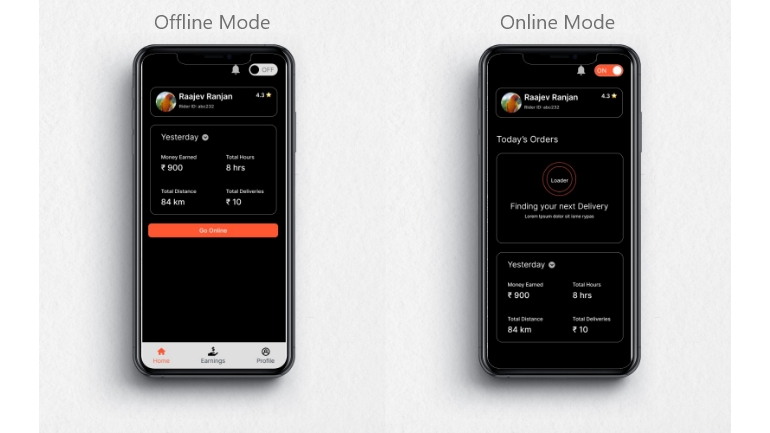 Offline Mode
OFF
Raajev Ranjan
4.3
Rider ID: abc232
Yesterday
Money Earned
Total Hours
₹ 900
8 hrs
Total Distance
Total Deliveries
84 km
₹ 10
Go Online
Home
Earnings
Profile
Online Mode
ON
Raajev Ranjan
4.3
Rider ID: abc232
Today's Orders
Loader
Finding your next Delivery
Lorem Ipsum dolor sit
Yesterday
Money Earned
Total Hours
₹ 900
8 hrs
Total Distance
Total Deliveries
84 km
₹ 10